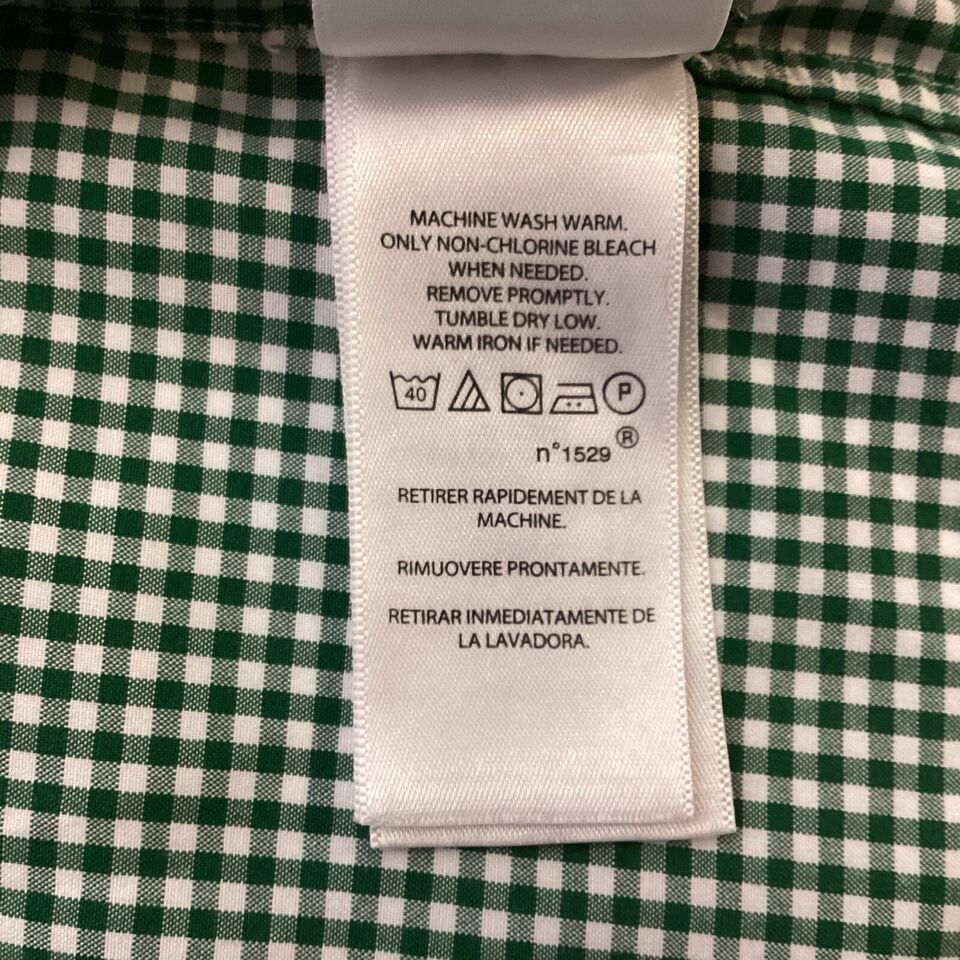 MACHINE WASH WARM.
ONLY NON-CHLORINE BLEACH
WHEN NEEDED.
REMOVE PROMPTLY.
TUMBLE DRY LOW.
WARM IRON IF NEEDED.
40 P
n°1529 ®
RETIRER RAPIDEMENT DE LA
MACHINE.
RIMUOVERE PRONTAMENTE.
RETIRAR INMEDIATAMENTE DE
LA LAVADORA.